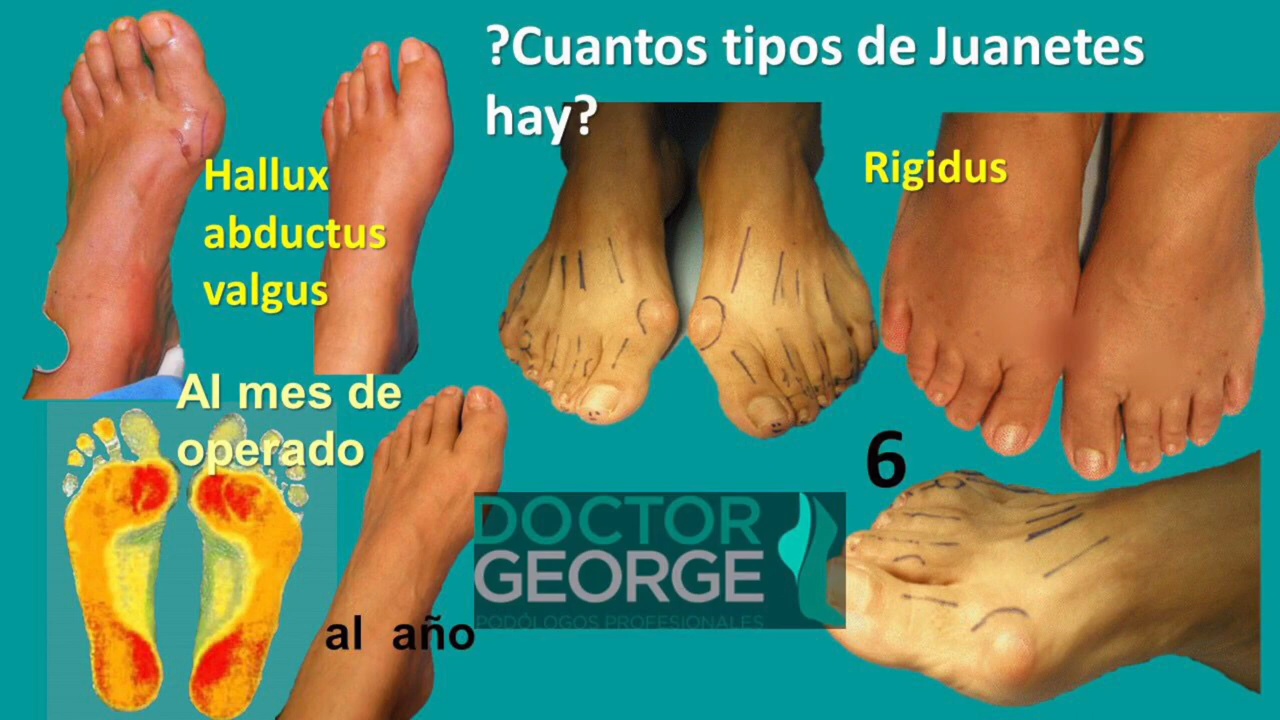 ?Cuantos tipos de Juanetes
hay?
Hallux
abductus
valgus
Rigidus
Al mes de
operado
6
DOCTOR
GEORGE
PODÓLOGOS PROFESIONALES
al año